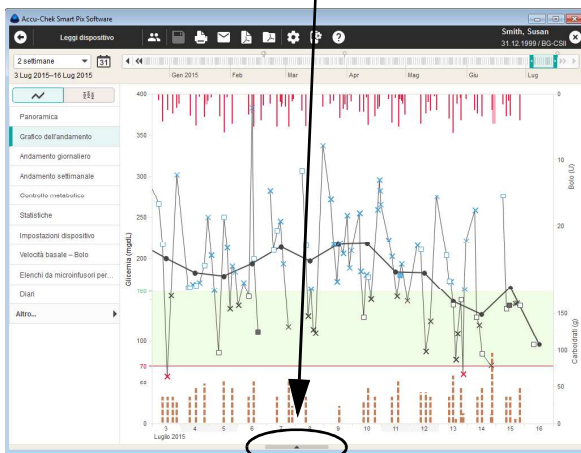 Accu-Chek Smart Pix Software
Leggi dispositivo
Smith, Susan
31.12.1999 / BG-CSII
2 settimane
31
3 Lug 2015–16 Lug 2015
Gen 2015 Feb Mar Apr Mag Giu Lug
Panoramica
Grafico dell'andamento
Andamento giornaliero
Andamento settimanale
Controllo metabolico
Statistiche
Impostazioni dispositivo
Velocità basale – Bolo
Elenchi da microinfusori per...
Diari
Altro...
Glicemia (mg/dL)
400
350
300
250
200
160
100
70
50
0
Bolo (U)
0
10
20
Carboidrati (g)
150
100
50
0
3 4 5 6 7 8 9 10 11 12 13 14 15 16
Luglio 2015